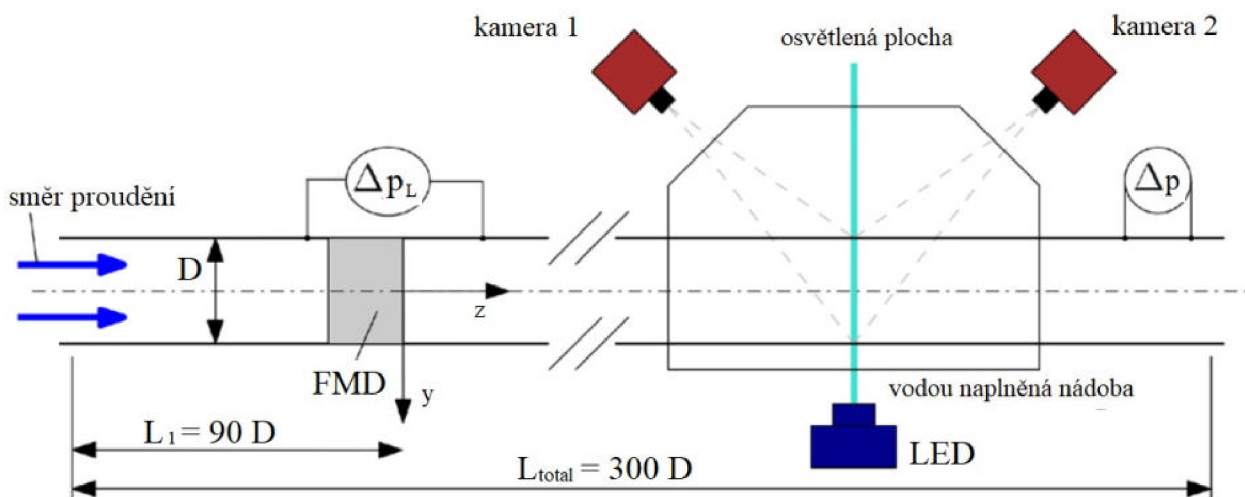 kamera 1
osvětlená plocha
kamera 2
Δp_L
Δp
směr proudění
D
z
FMD
y
vodou naplněná nádoba
L₁ = 90 D
LED
L_total = 300 D